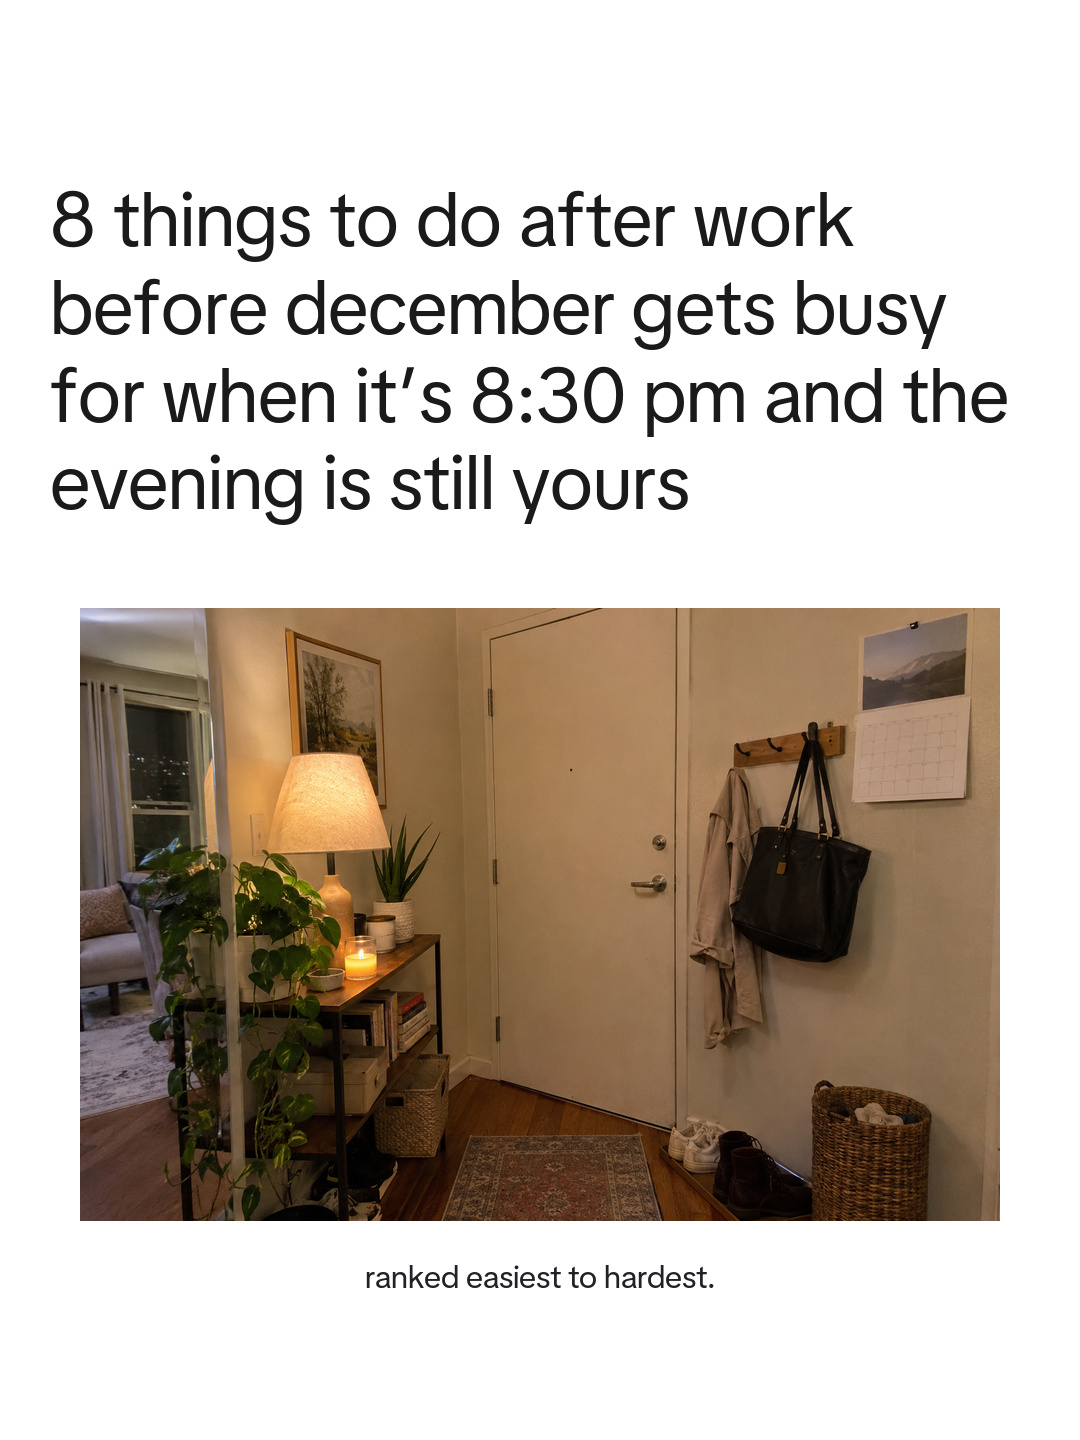 8 things to do after work
before december gets busy
for when it's 8:30 pm and the
evening is still yours
ranked easiest to hardest.